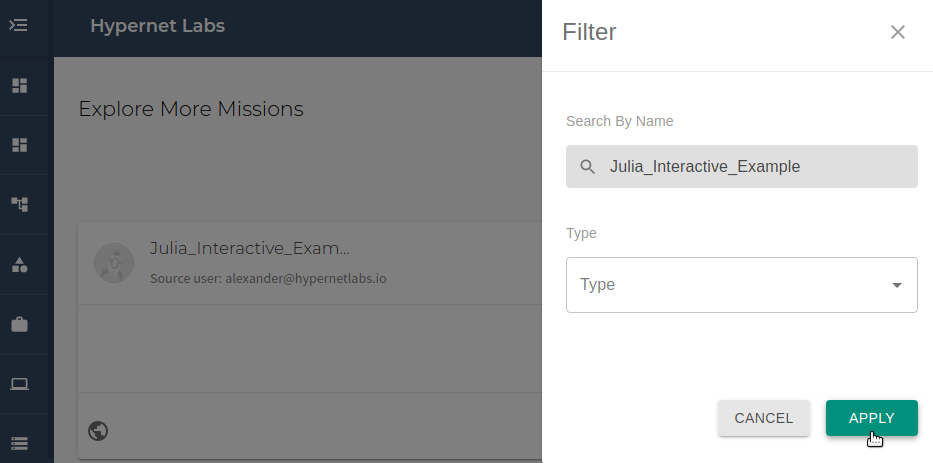 Hypernet Labs
Explore More Missions
Julia_Interactive_Exam...
Source user: alexander@hypernetlabs.io
Filter
Search By Name
Julia_Interactive_Example
Type
Type
CANCEL
APPLY